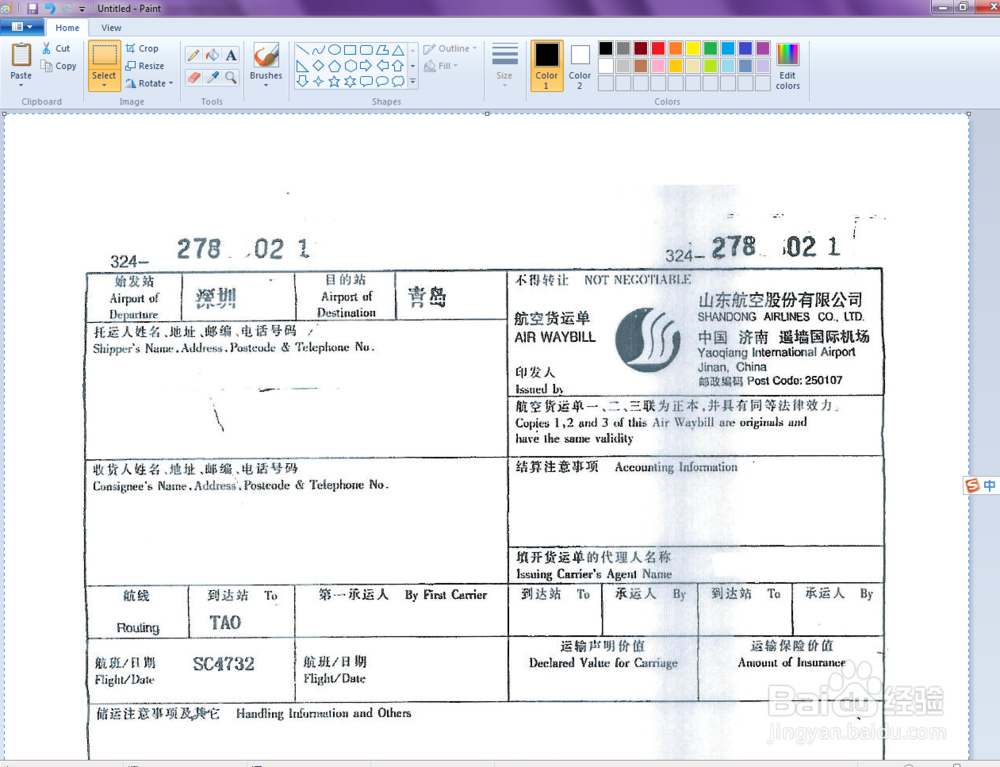 Untitled - Paint
Home View
Paste
Cut
Copy
Clipboard
Select
Crop
Resize
Rotate
Image
Tools
Brushes
Outline
Fill
Shapes
Size
Color 1
Color 2
Edit colors
Colors
中
324- 278 02 1
324- 278 02 1
始发站
Airport of
Departure
深圳
目的站
Airport of
Destination
青岛
不得转让 NOT NEGOTIABLE
航空货运单
AIR WAYBILL
印发人
Issued by
山东航空股份有限公司
SHANDONG AIRLINES CO., LTD.
中国 济南 遥墙国际机场
Yaoqiang International Airport
Jinan, China
邮政编码 Post Code: 250107
托运人姓名、地址、邮编、电话号码
Shipper's Name,Address,Postcode & Telephone No.
航空货运单一、二、三联为正本,并具有同等法律效力。
Copies 1,2 and 3 of this Air Waybill are originals and
have the same validity
收货人姓名、地址、邮编、电话号码
Consignee's Name,Address,Postcode & Telephone No.
结算注意事项 Accounting Information
填开货运单的代理人名称
Issuing Carrier's Agent Name
航线
Routing
到达站 To
TAO
第一承运人 By First Carrier
到达站 To
承运人 By
到达站 To
承运人 By
航班/日期
Flight/Date
SC4732
航班/日期
Flight/Date
运输声明价值
Declared Value for Carriage
运输保险价值
Amount of Insurance
储运注意事项及其它 Handling Information and Others
Baidu经验
jingyan.baidu.com